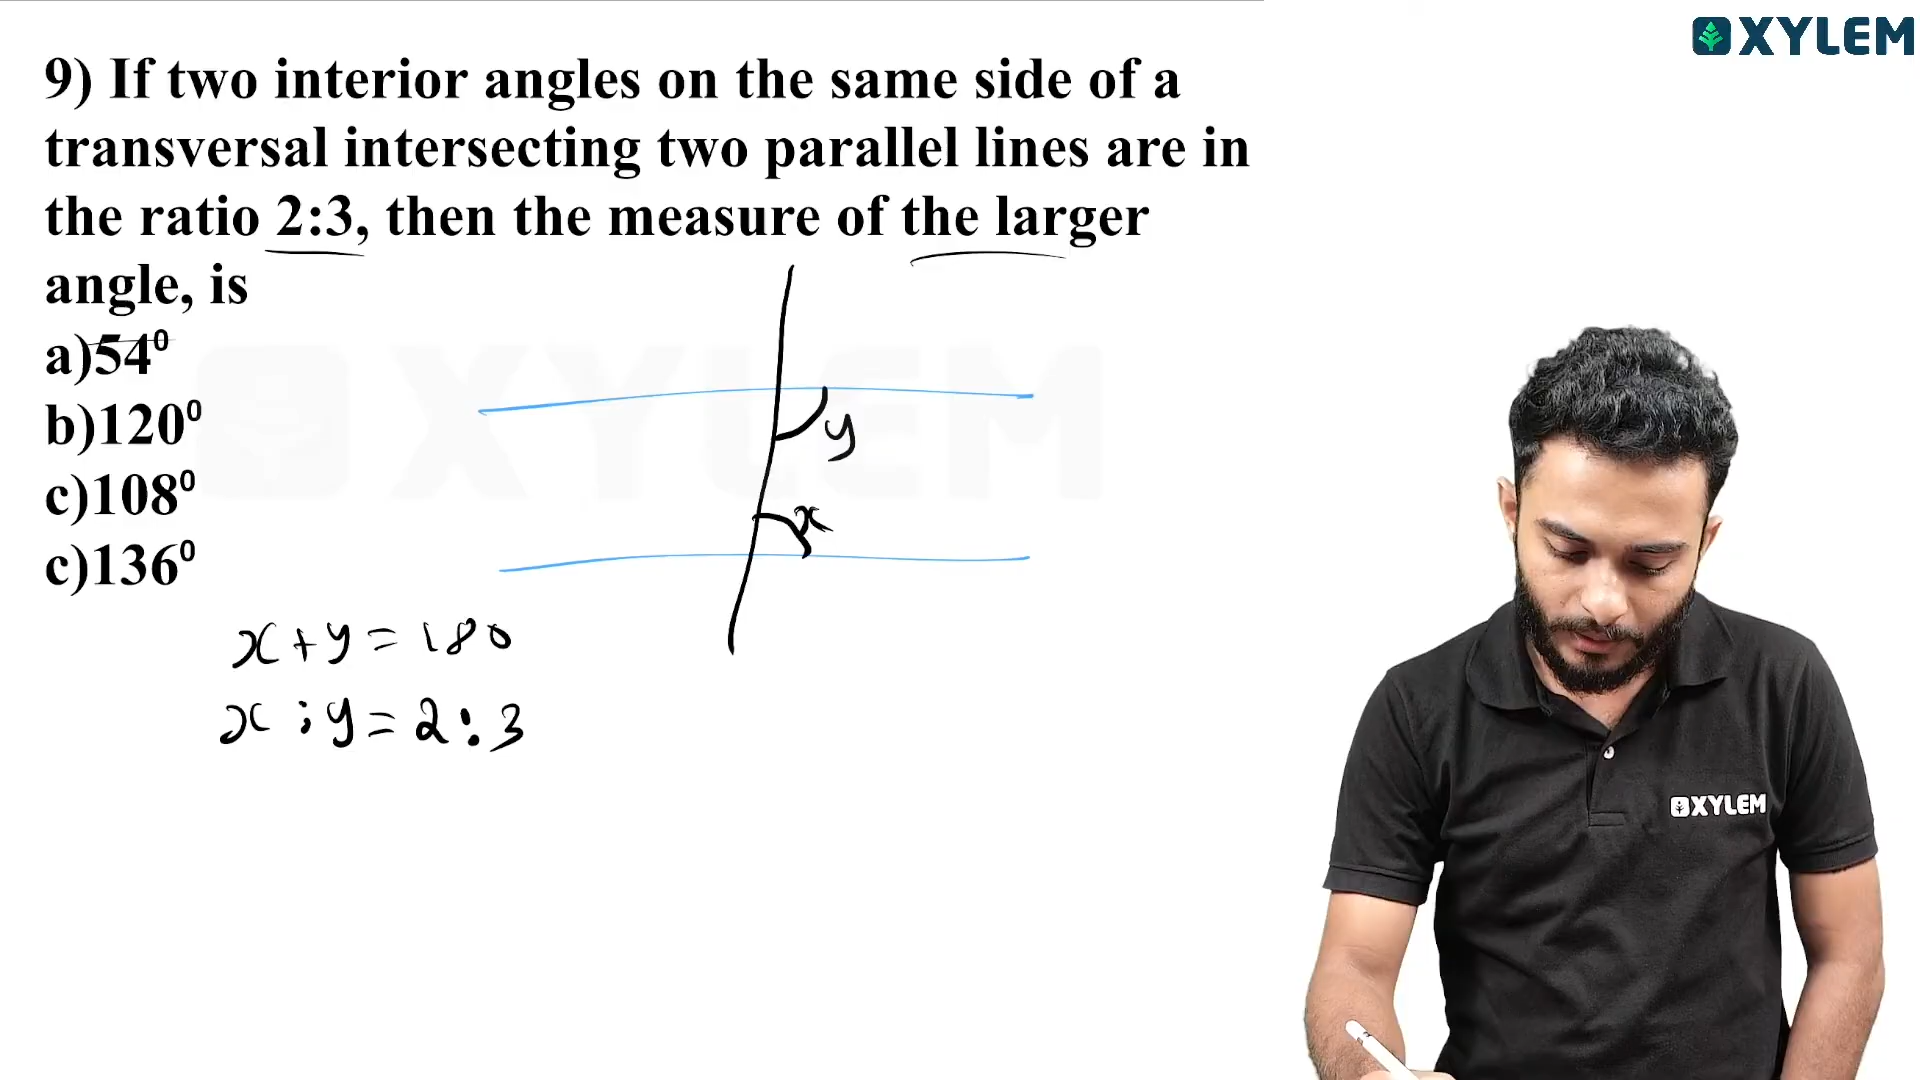 XYLEM
9) If two interior angles on the same side of a
transversal intersecting two parallel lines are in
the ratio 2:3, then the measure of the larger
angle, is
a)54⁰
b)120⁰
c)108⁰
c)136⁰
XYLEM
y
x
x + y = 180
x : y = 2 : 3
XYLEM